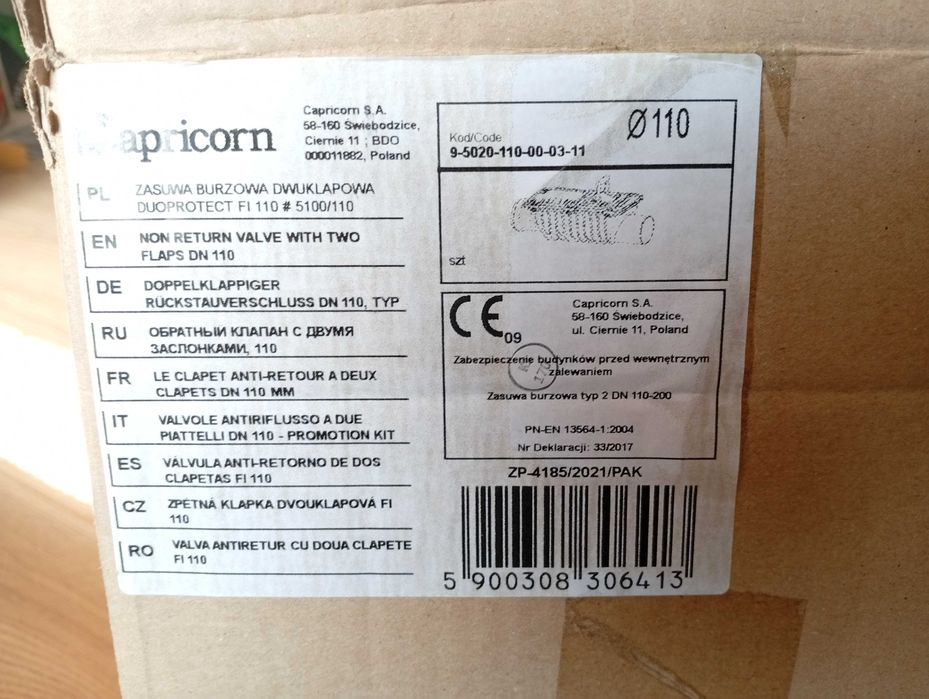 Capricorn
Capricorn S.A.
58-160 Świebodzice,
Ciernie 11 ; BDO
000011882, Poland
PL
ZASUWA BURZOWA DWUKLAPOWA
DUOPROTECT FI 110 # 5100/110
EN
NON RETURN VALVE WITH TWO
FLAPS DN 110
DE
DOPPELKLAPPIGER
RÜCKSTAUVERSCHLUSS DN 110, TYP
RU
ОБРАТНЫЙ КЛАПАН С ДВУМЯ
ЗАСЛОНКАМИ, 110
FR
LE CLAPET ANTI-RETOUR A DEUX
CLAPETS DN 110 MM
IT
VALVOLE ANTIRIFLUSSO A DUE
PIATTELLI DN 110 - PROMOTION KIT
ES
VÁLVULA ANTI-RETORNO DE DOS
CLAPETAS FI 110
CZ
ZPETNÁ KLAPKA DVOUKLAPOVÁ FI
110
RO
VALVA ANTIRETUR CU DOUA CLAPETE
FI 110
Ø110
Kod/Code
9-5020-110-00-03-11
szt
CE
09
Capricorn S.A.
58-160 Świebodzice,
ul. Ciernie 11, Poland
Zabezpieczenie budynków przed wewnętrznym
zalewaniem
Zasuwa burzowa typ 2 DN 110-200
PN-EN 13564-1:2004
Nr Deklaracji: 33/2017
ZP-4185/2021/PAK
5 900308 306413